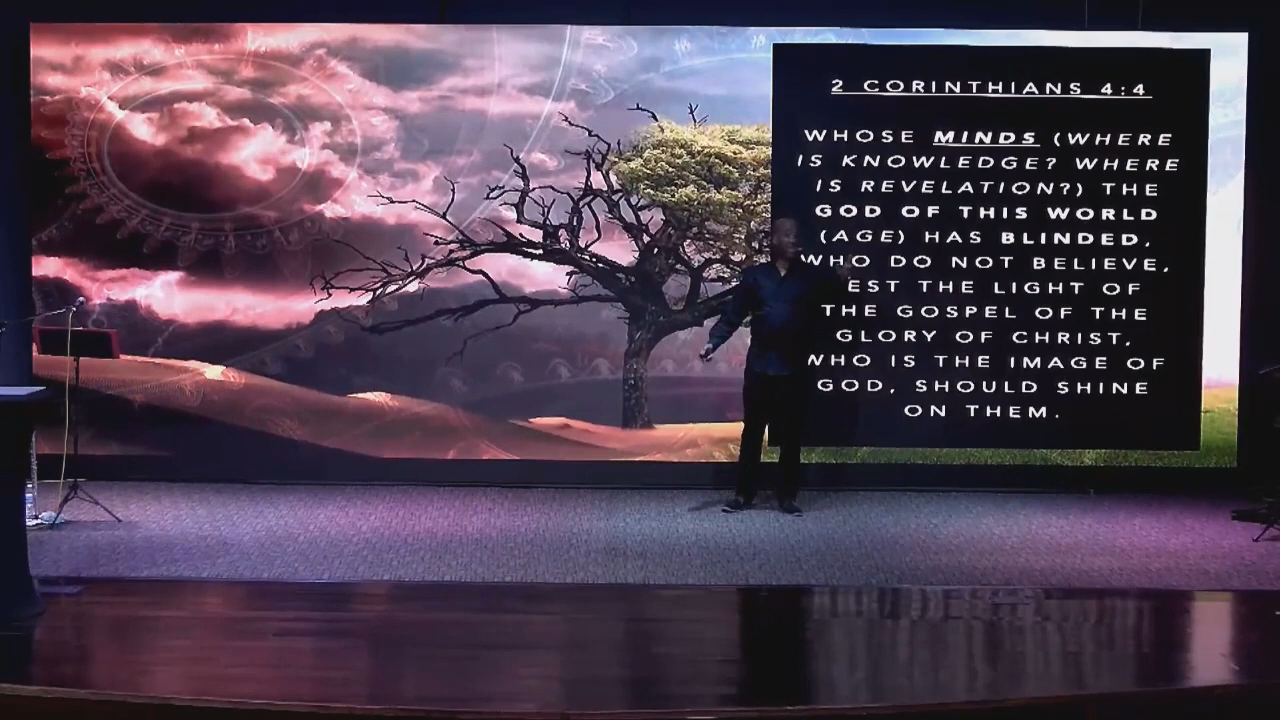 2 CORINTHIANS 4:4
WHOSE MINDS (WHERE
IS KNOWLEDGE? WHERE
IS REVELATION?) THE
GOD OF THIS WORLD
(AGE) HAS BLINDED,
WHO DO NOT BELIEVE,
EST THE LIGHT OF
THE GOSPEL OF THE
GLORY OF CHRIST,
WHO IS THE IMAGE OF
GOD, SHOULD SHINE
ON THEM.